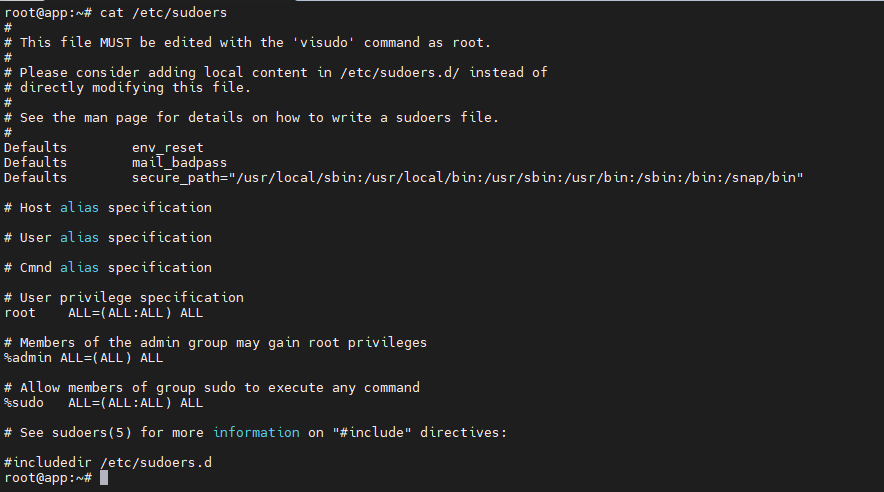 root@app:~# cat /etc/sudoers
#
# This file MUST be edited with the 'visudo' command as root.
#
# Please consider adding local content in /etc/sudoers.d/ instead of
# directly modifying this file.
#
# See the man page for details on how to write a sudoers file.
#
Defaults        env_reset
Defaults        mail_badpass
Defaults        secure_path="/usr/local/sbin:/usr/local/bin:/usr/sbin:/usr/bin:/sbin:/bin:/snap/bin"
# Host alias specification
# User alias specification
# Cmnd alias specification
# User privilege specification
root    ALL=(ALL:ALL) ALL
# Members of the admin group may gain root privileges
%admin ALL=(ALL) ALL
# Allow members of group sudo to execute any command
%sudo   ALL=(ALL:ALL) ALL
# See sudoers(5) for more information on "#include" directives:
#includedir /etc/sudoers.d
root@app:~#